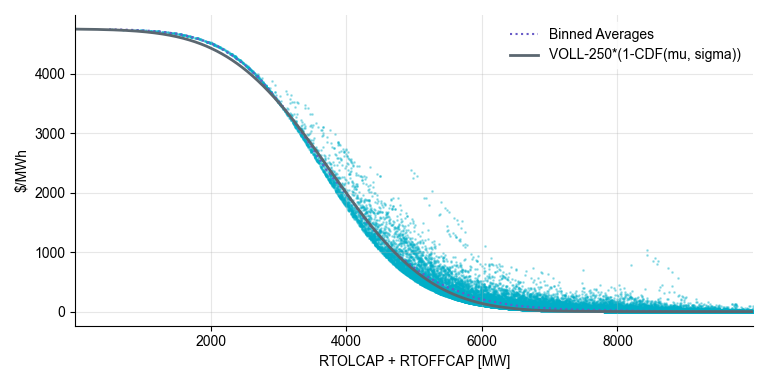 Binned Averages
VOLL-250*(1-CDF(mu, sigma))
$/MWh
4000
3000
2000
1000
0
2000
4000
6000
8000
RTOLCAP + RTOFFCAP [MW]